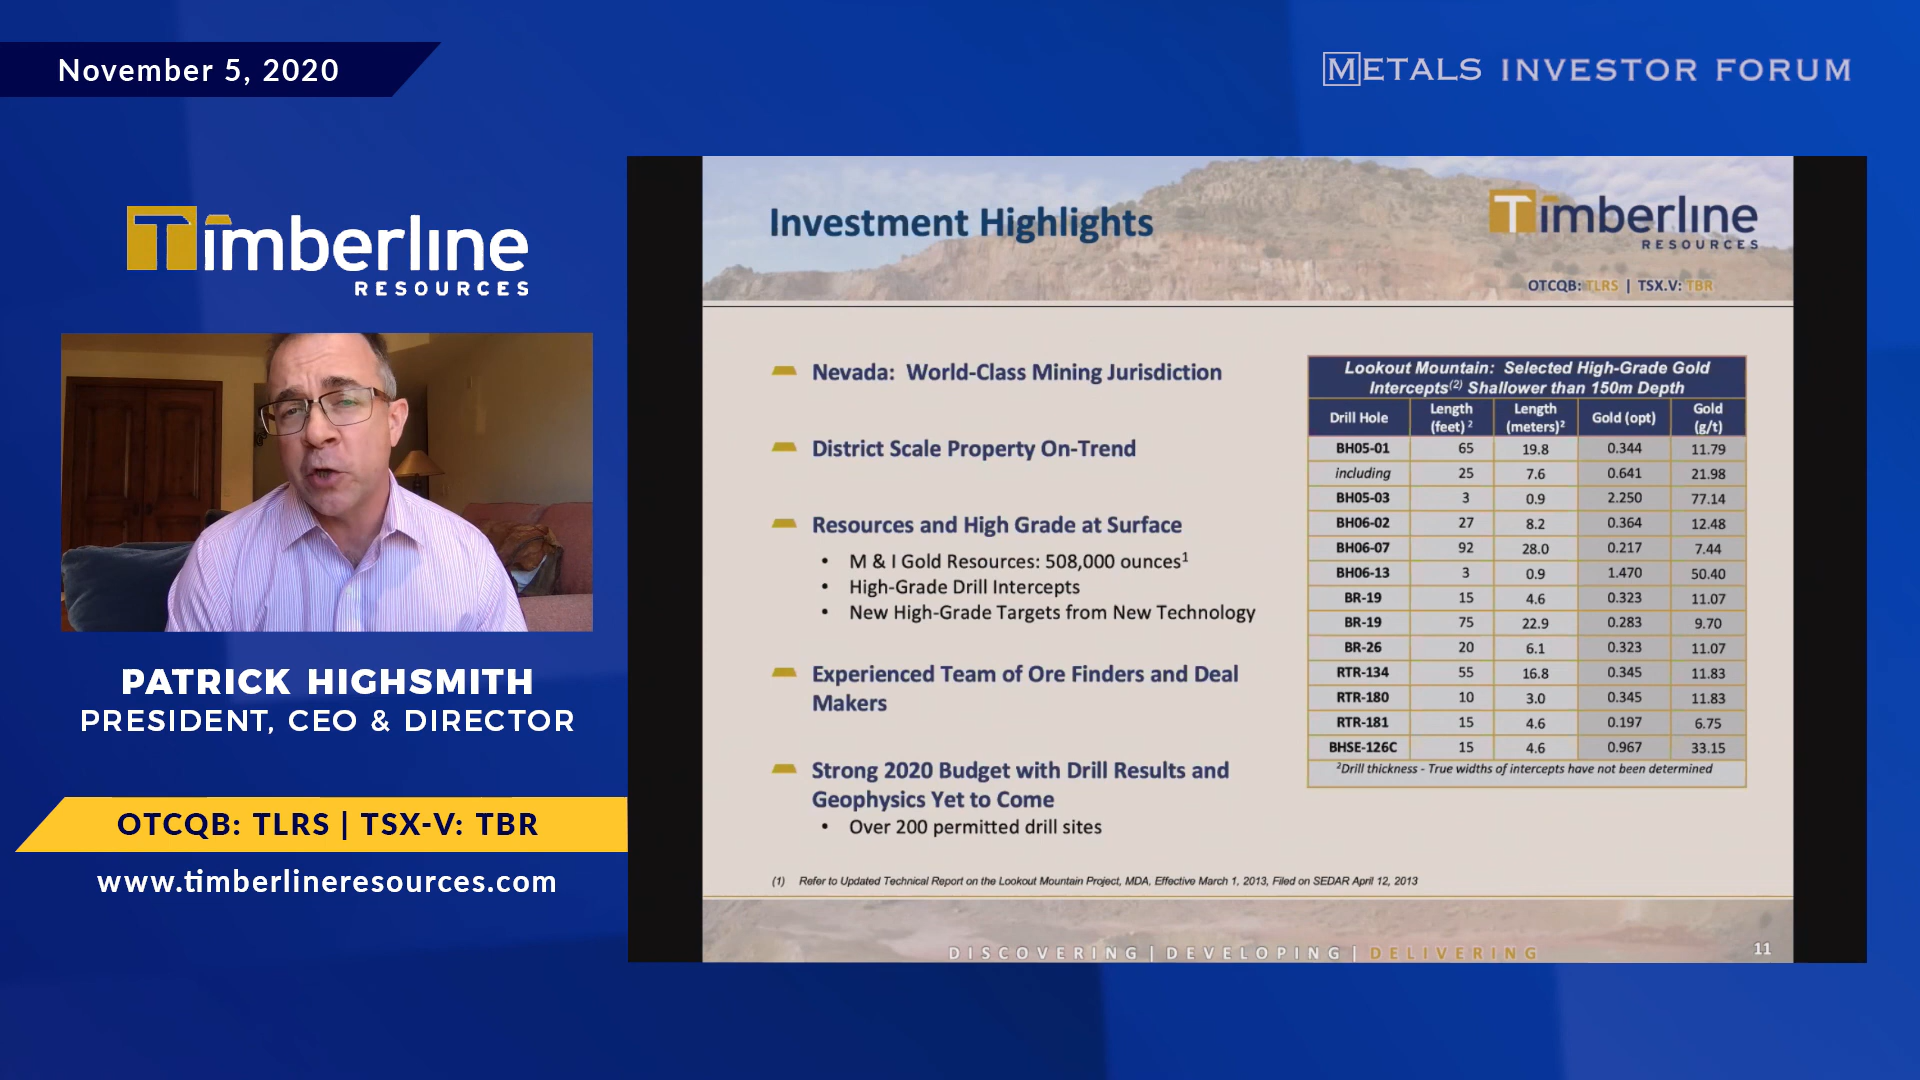 November 5, 2020
METALS INVESTOR FORUM
Timberline
RESOURCES
PATRICK HIGHSMITH
PRESIDENT, CEO & DIRECTOR
OTCQB: TLRS | TSX-V: TBR
www.timberlineresources.com
Investment Highlights
Timberline
RESOURCES
OTCQB: TLRS | TSX.V: TBR
Nevada: World-Class Mining Jurisdiction
District Scale Property On-Trend
Resources and High Grade at Surface
• M & I Gold Resources: 508,000 ounces¹
• High-Grade Drill Intercepts
• New High-Grade Targets from New Technology
Experienced Team of Ore Finders and Deal
Makers
Strong 2020 Budget with Drill Results and
Geophysics Yet to Come
• Over 200 permitted drill sites
Lookout Mountain: Selected High-Grade Gold
Intercepts⁽²⁾ Shallower than 150m Depth
Drill Hole Length (feet) ² Length (meters)² Gold (opt) Gold (g/t)
BH05-01 65 19.8 0.344 11.79
including 25 7.6 0.641 21.98
BH05-03 3 0.9 2.250 77.14
BH06-02 27 8.2 0.364 12.48
BH06-07 92 28.0 0.217 7.44
BH06-13 3 0.9 1.470 50.40
BR-19 15 4.6 0.323 11.07
BR-19 75 22.9 0.283 9.70
BR-26 20 6.1 0.323 11.07
RTR-134 55 16.8 0.345 11.83
RTR-180 10 3.0 0.345 11.83
RTR-181 15 4.6 0.197 6.75
BHSE-126C 15 4.6 0.967 33.15
²Drill thickness - True widths of intercepts have not been determined
(1) Refer to Updated Technical Report on the Lookout Mountain Project, MDA, Effective March 1, 2013, Filed on SEDAR April 12, 2013
DISCOVERING | DEVELOPING | DELIVERING
11